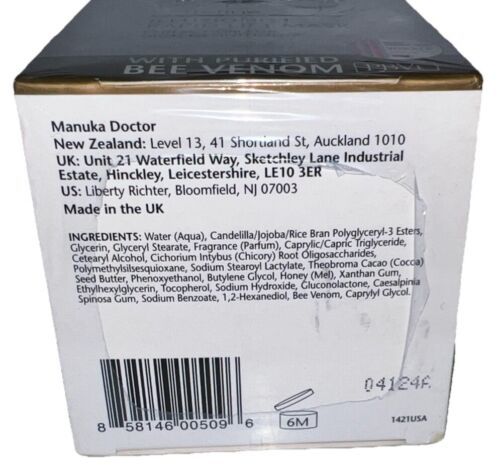 WITH PURIFIED
BEE VENOM
Manuka Doctor
New Zealand: Level 13, 41 Shortland St, Auckland 1010
UK: Unit 21 Waterfield Way, Sketchley Lane Industrial
Estate, Hinckley, Leicestershire, LE10 3ER
US: Liberty Richter, Bloomfield, NJ 07003
Made in the UK
INGREDIENTS: Water (Aqua), Candelilla/Jojoba/Rice Bran Polyglyceryl-3 Esters,
Glycerin, Glyceryl Stearate, Fragrance (Parfum), Caprylic/Capric Triglyceride,
Cetearyl Alcohol, Cichorium Intybus (Chicory) Root Oligosaccharides,
Polymethylsilsesquioxane, Sodium Stearoyl Lactylate, Theobroma Cacao (Cocoa)
Seed Butter, Phenoxyethanol, Butylene Glycol, Honey (Mel), Xanthan Gum,
Ethylhexylglycerin, Tocopherol, Sodium Hydroxide, Gluconolactone, Caesalpinia
Spinosa Gum, Sodium Benzoate, 1,2-Hexanediol, Bee Venom, Caprylyl Glycol.
04124A
8 58146 00509 6
6M
1421USA